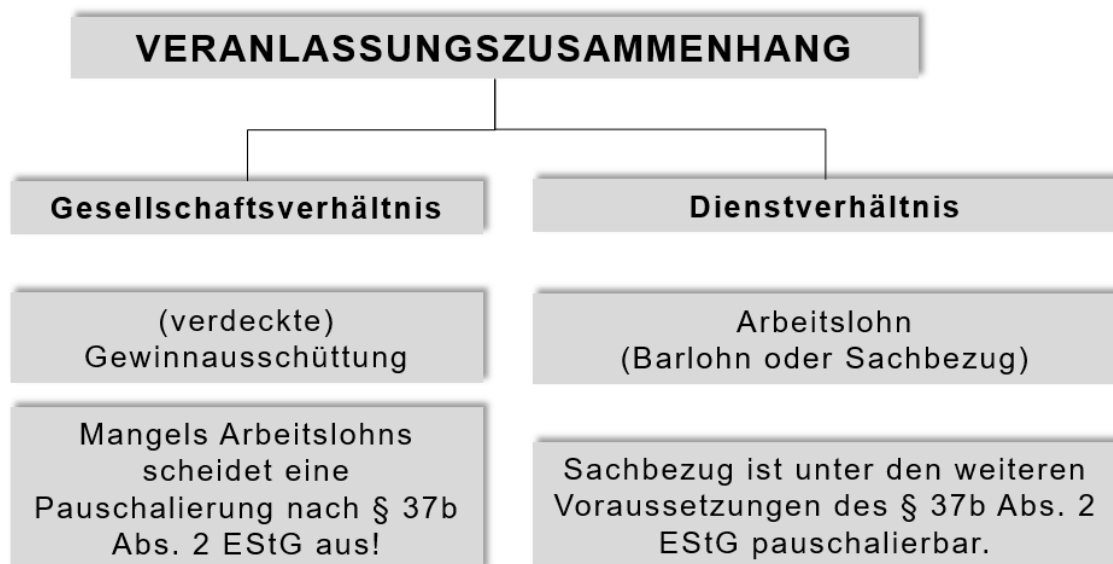 VERANLASSUNGSZUSAMMENHANG
Gesellschaftsverhältnis
(verdeckte)
Gewinnausschüttung
Mangels Arbeitslohns
scheidet eine
Pauschalierung nach § 37b
Abs. 2 EStG aus!
Dienstverhältnis
Arbeitslohn
(Barlohn oder Sachbezug)
Sachbezug ist unter den weiteren
Voraussetzungen des § 37b Abs. 2
EStG pauschalierbar.